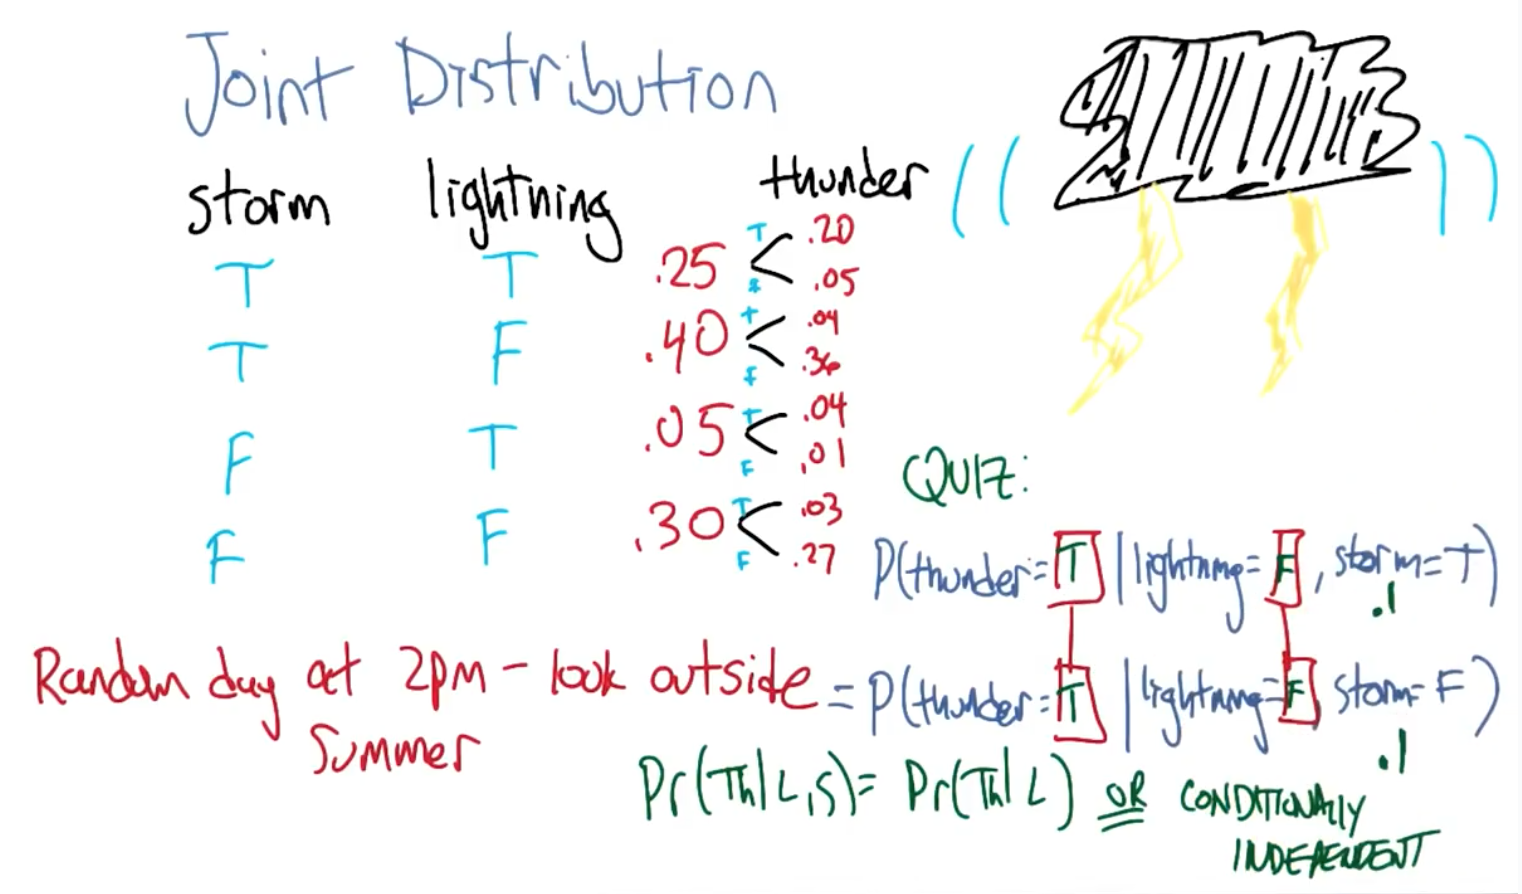 Joint Distribution
storm lightning thunder
T T .25 T .20
F .05
T F .40 T .04
F .36
F T .05 T .04
F .01
F F .30 T .03
F .27
QUIZ:
P(thunder=T|lightning=F, storm=T)
.1
Random day at 2pm - look outside
Summer
=P(thunder=T|lightning=F storm=F)
.1
Pr(Th|L,S)= Pr(Th|L) OR CONDITIONALLY
INDEPENDENT